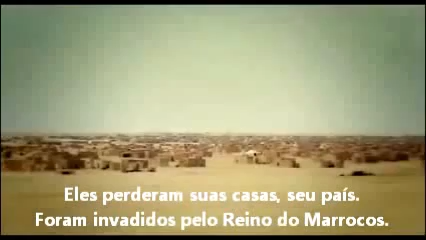 Eles perderam suas casas, seu país.
Foram invadidos pelo Reino do Marrocos.